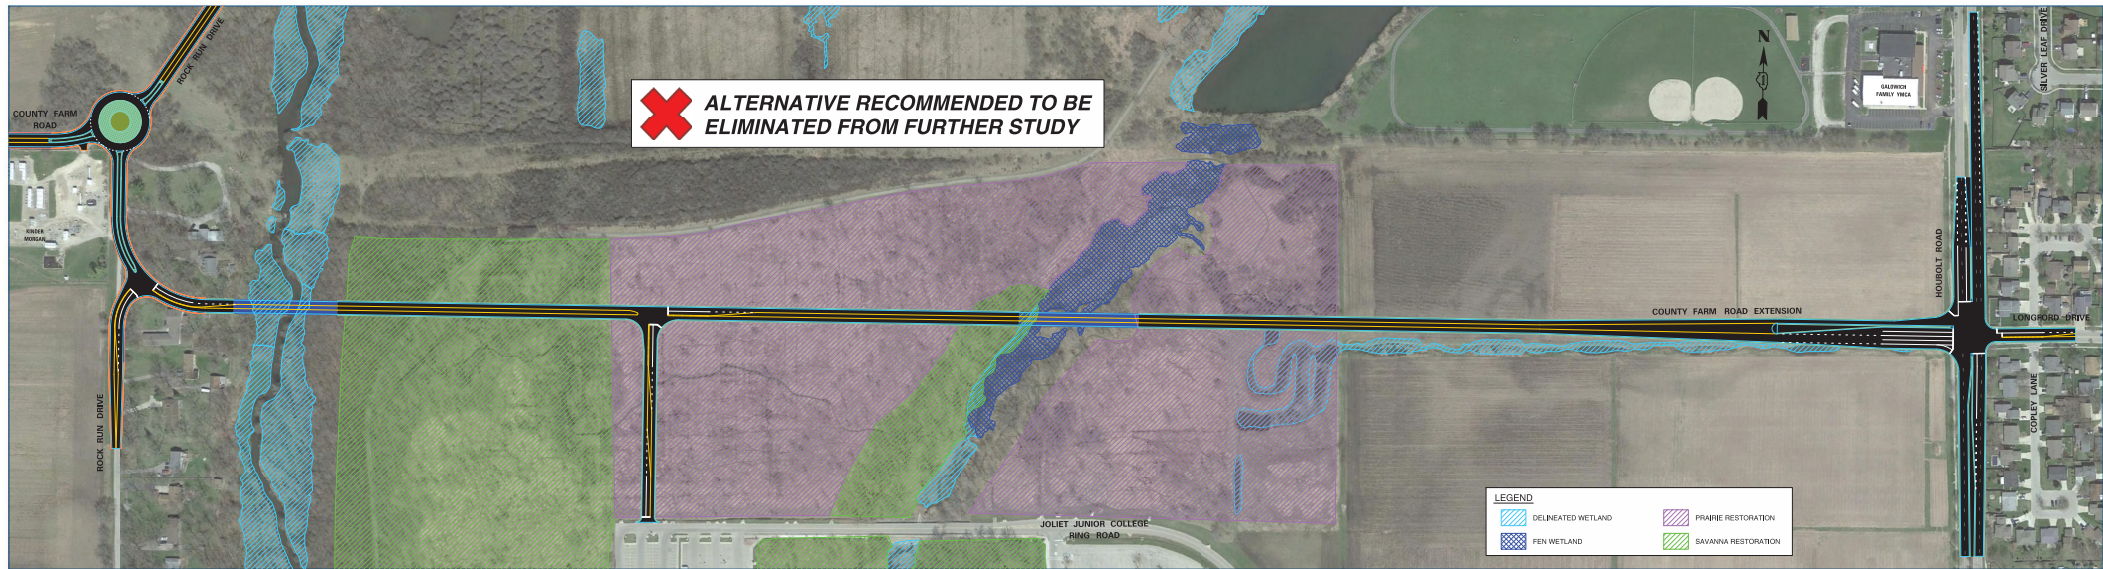 ROCK RUN DRIVE
COUNTY FARM
ROAD
KINDER
MORGAN
ROCK RUN DRIVE
ALTERNATIVE RECOMMENDED TO BE
ELIMINATED FROM FURTHER STUDY
N
GALOWICH
FAMILY YMCA
SILVER LEAF DRIVE
HOUBOLT ROAD
COUNTY FARM ROAD EXTENSION
LONGFORD DRIVE
COPLEY LANE
JOLIET JUNIOR COLLEGE
RING ROAD
LEGEND
DELINEATED WETLAND
PRAIRIE RESTORATION
FEN WETLAND
SAVANNA RESTORATION